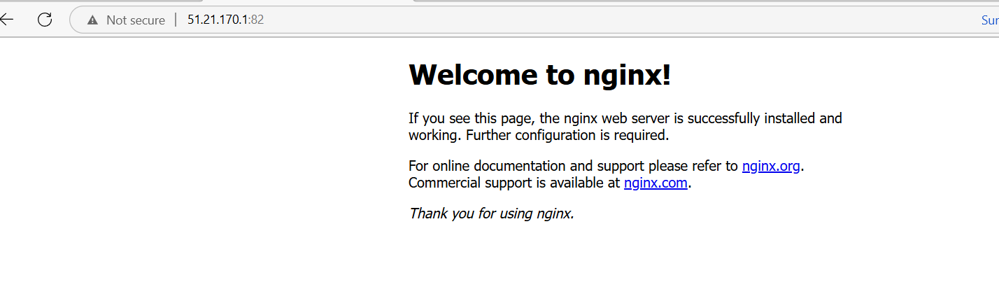 Not secure | 51.21.170.1:82
Welcome to nginx!
If you see this page, the nginx web server is successfully installed and
working. Further configuration is required.
For online documentation and support please refer to nginx.org.
Commercial support is available at nginx.com.
Thank you for using nginx.